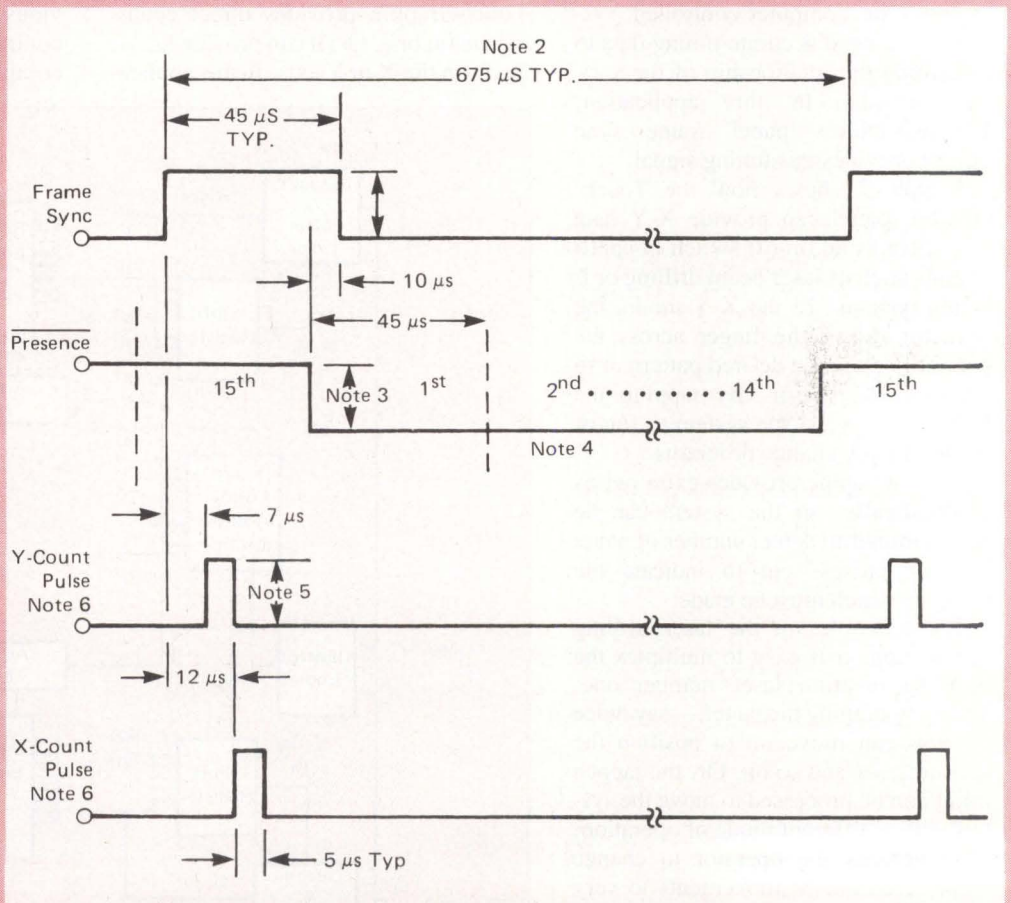 Note 2
675 μS TYP.
45 μS
TYP.
Frame
Sync
10 μs
45 μs
Presence
15th
Note 3
1st
2nd . . . . . . . . 14th
15th
Note 4
7 μs
Y-Count
Pulse
Note 6
Note 5
12 μs
X-Count
Pulse
Note 6
5 μs Typ